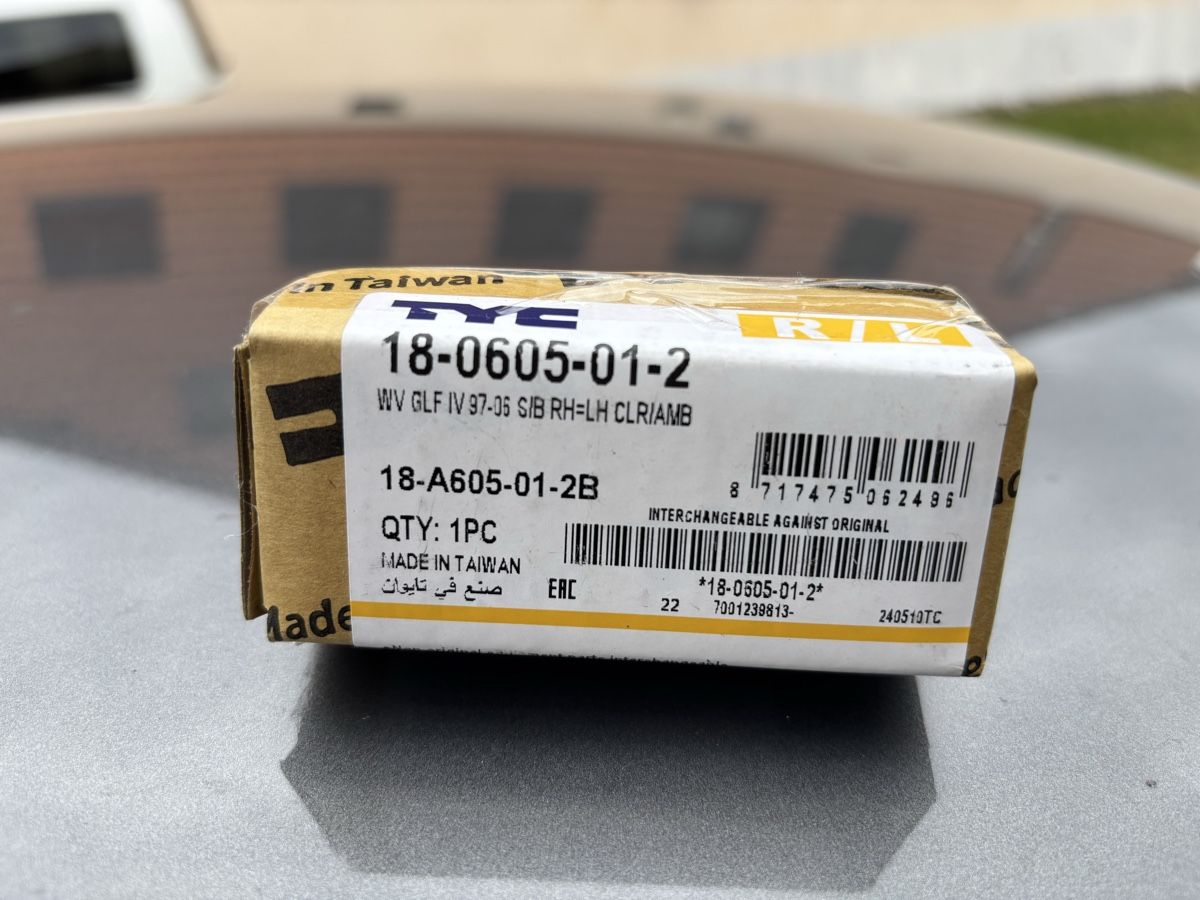 in Taiwan
TYC
R/L
18-0605-01-2
WV GLF IV 97-06 S/B RH=LH CLR/AMB
18-A605-01-2B
8 717475 062496
QTY: 1PC
INTERCHANGEABLE AGAINST ORIGINAL
MADE IN TAIWAN
صنع في تايوان
EAC
*18-0605-01-2*
22
7001239813-
240510TC
Made